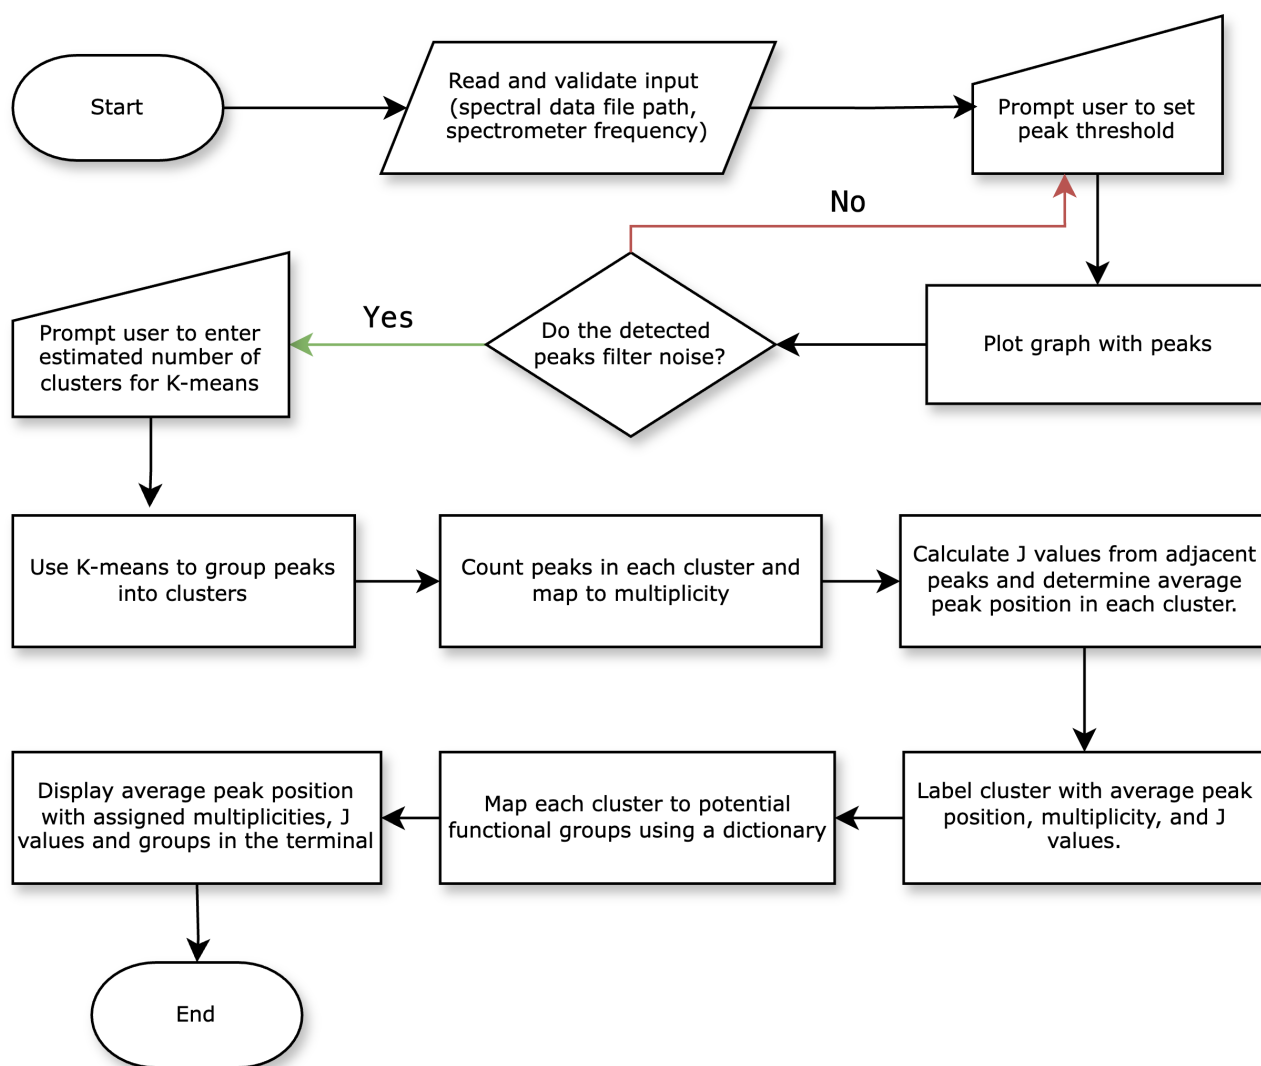 Start
Read and validate input
(spectral data file path,
spectrometer frequency)
Prompt user to set
peak threshold
No
Prompt user to enter
estimated number of
clusters for K-means
Yes
Do the detected
peaks filter noise?
Plot graph with peaks
Use K-means to group peaks
into clusters
Count peaks in each cluster and
map to multiplicity
Calculate J values from adjacent
peaks and determine average
peak position in each cluster.
Display average peak position
with assigned multiplicities, J
values and groups in the terminal
Map each cluster to potential
functional groups using a dictionary
Label cluster with average peak
position, multiplicity, and J
values.
End